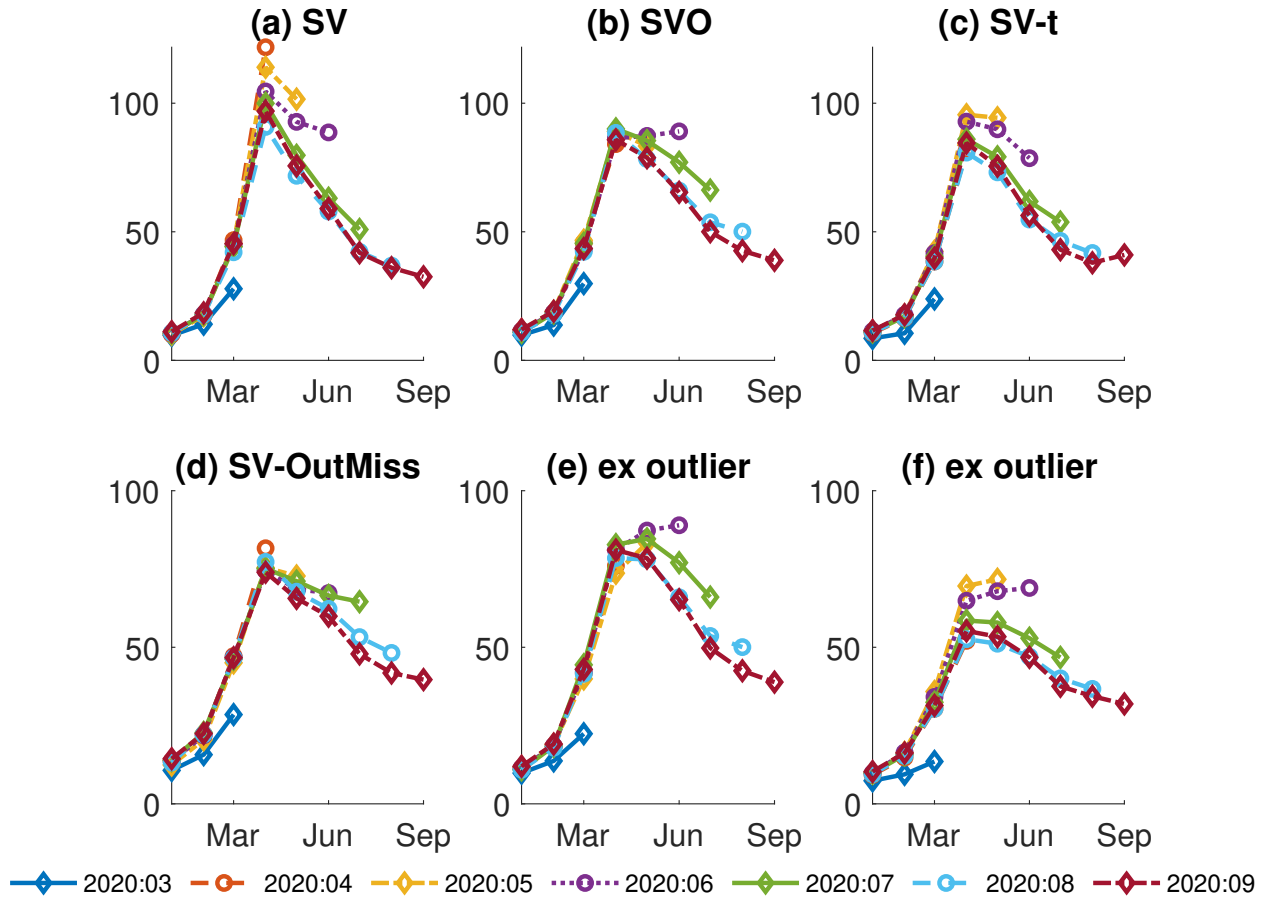 (a) SV (b) SVO (c) SV-t
100 100 100
50 50 50
0 0 0
Mar Jun Sep Mar Jun Sep Mar Jun Sep
(d) SV-OutMiss (e) ex outlier (f) ex outlier
100 100 100
50 50 50
0 0 0
Mar Jun Sep Mar Jun Sep Mar Jun Sep
2020:03 2020:04 2020:05 2020:06 2020:07 2020:08 2020:09